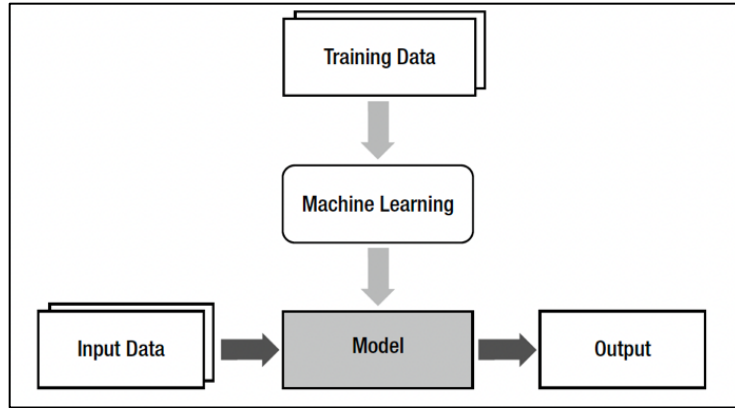 Training Data
Machine Learning
Input Data
Model
Output